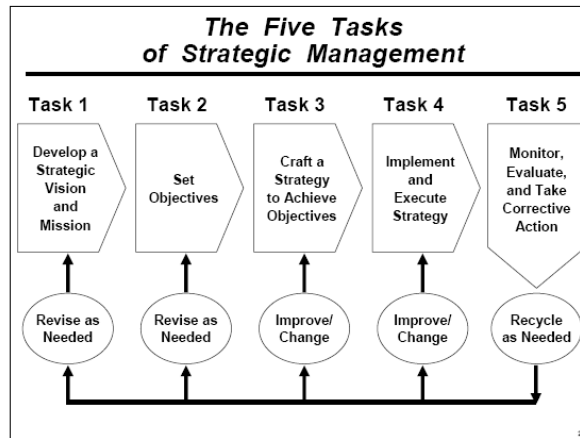 The Five Tasks
of Strategic Management
Task 1
Task 2
Task 3
Task 4
Task 5
Develop a
Strategic
Vision
and
Mission
Set
Objectives
Craft a
Strategy
to Achieve
Objectives
Implement
and
Execute
Strategy
Monitor,
Evaluate,
and Take
Corrective
Action
Revise as
Needed
Revise as
Needed
Improve/
Change
Improve/
Change
Recycle
as Needed